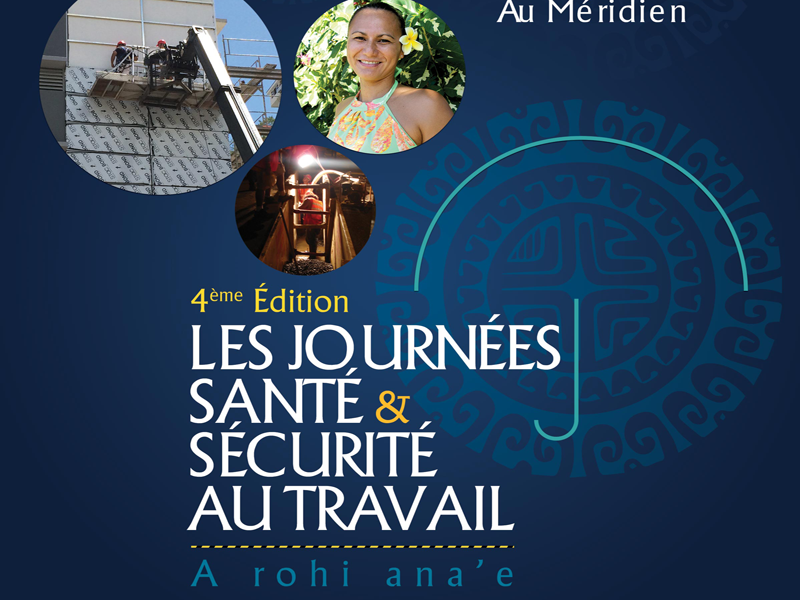 Au Méridien
4ème Édition
LES JOURNÉES
SANTÉ &
SÉCURITÉ
AU TRAVAIL
A rohi ana'e